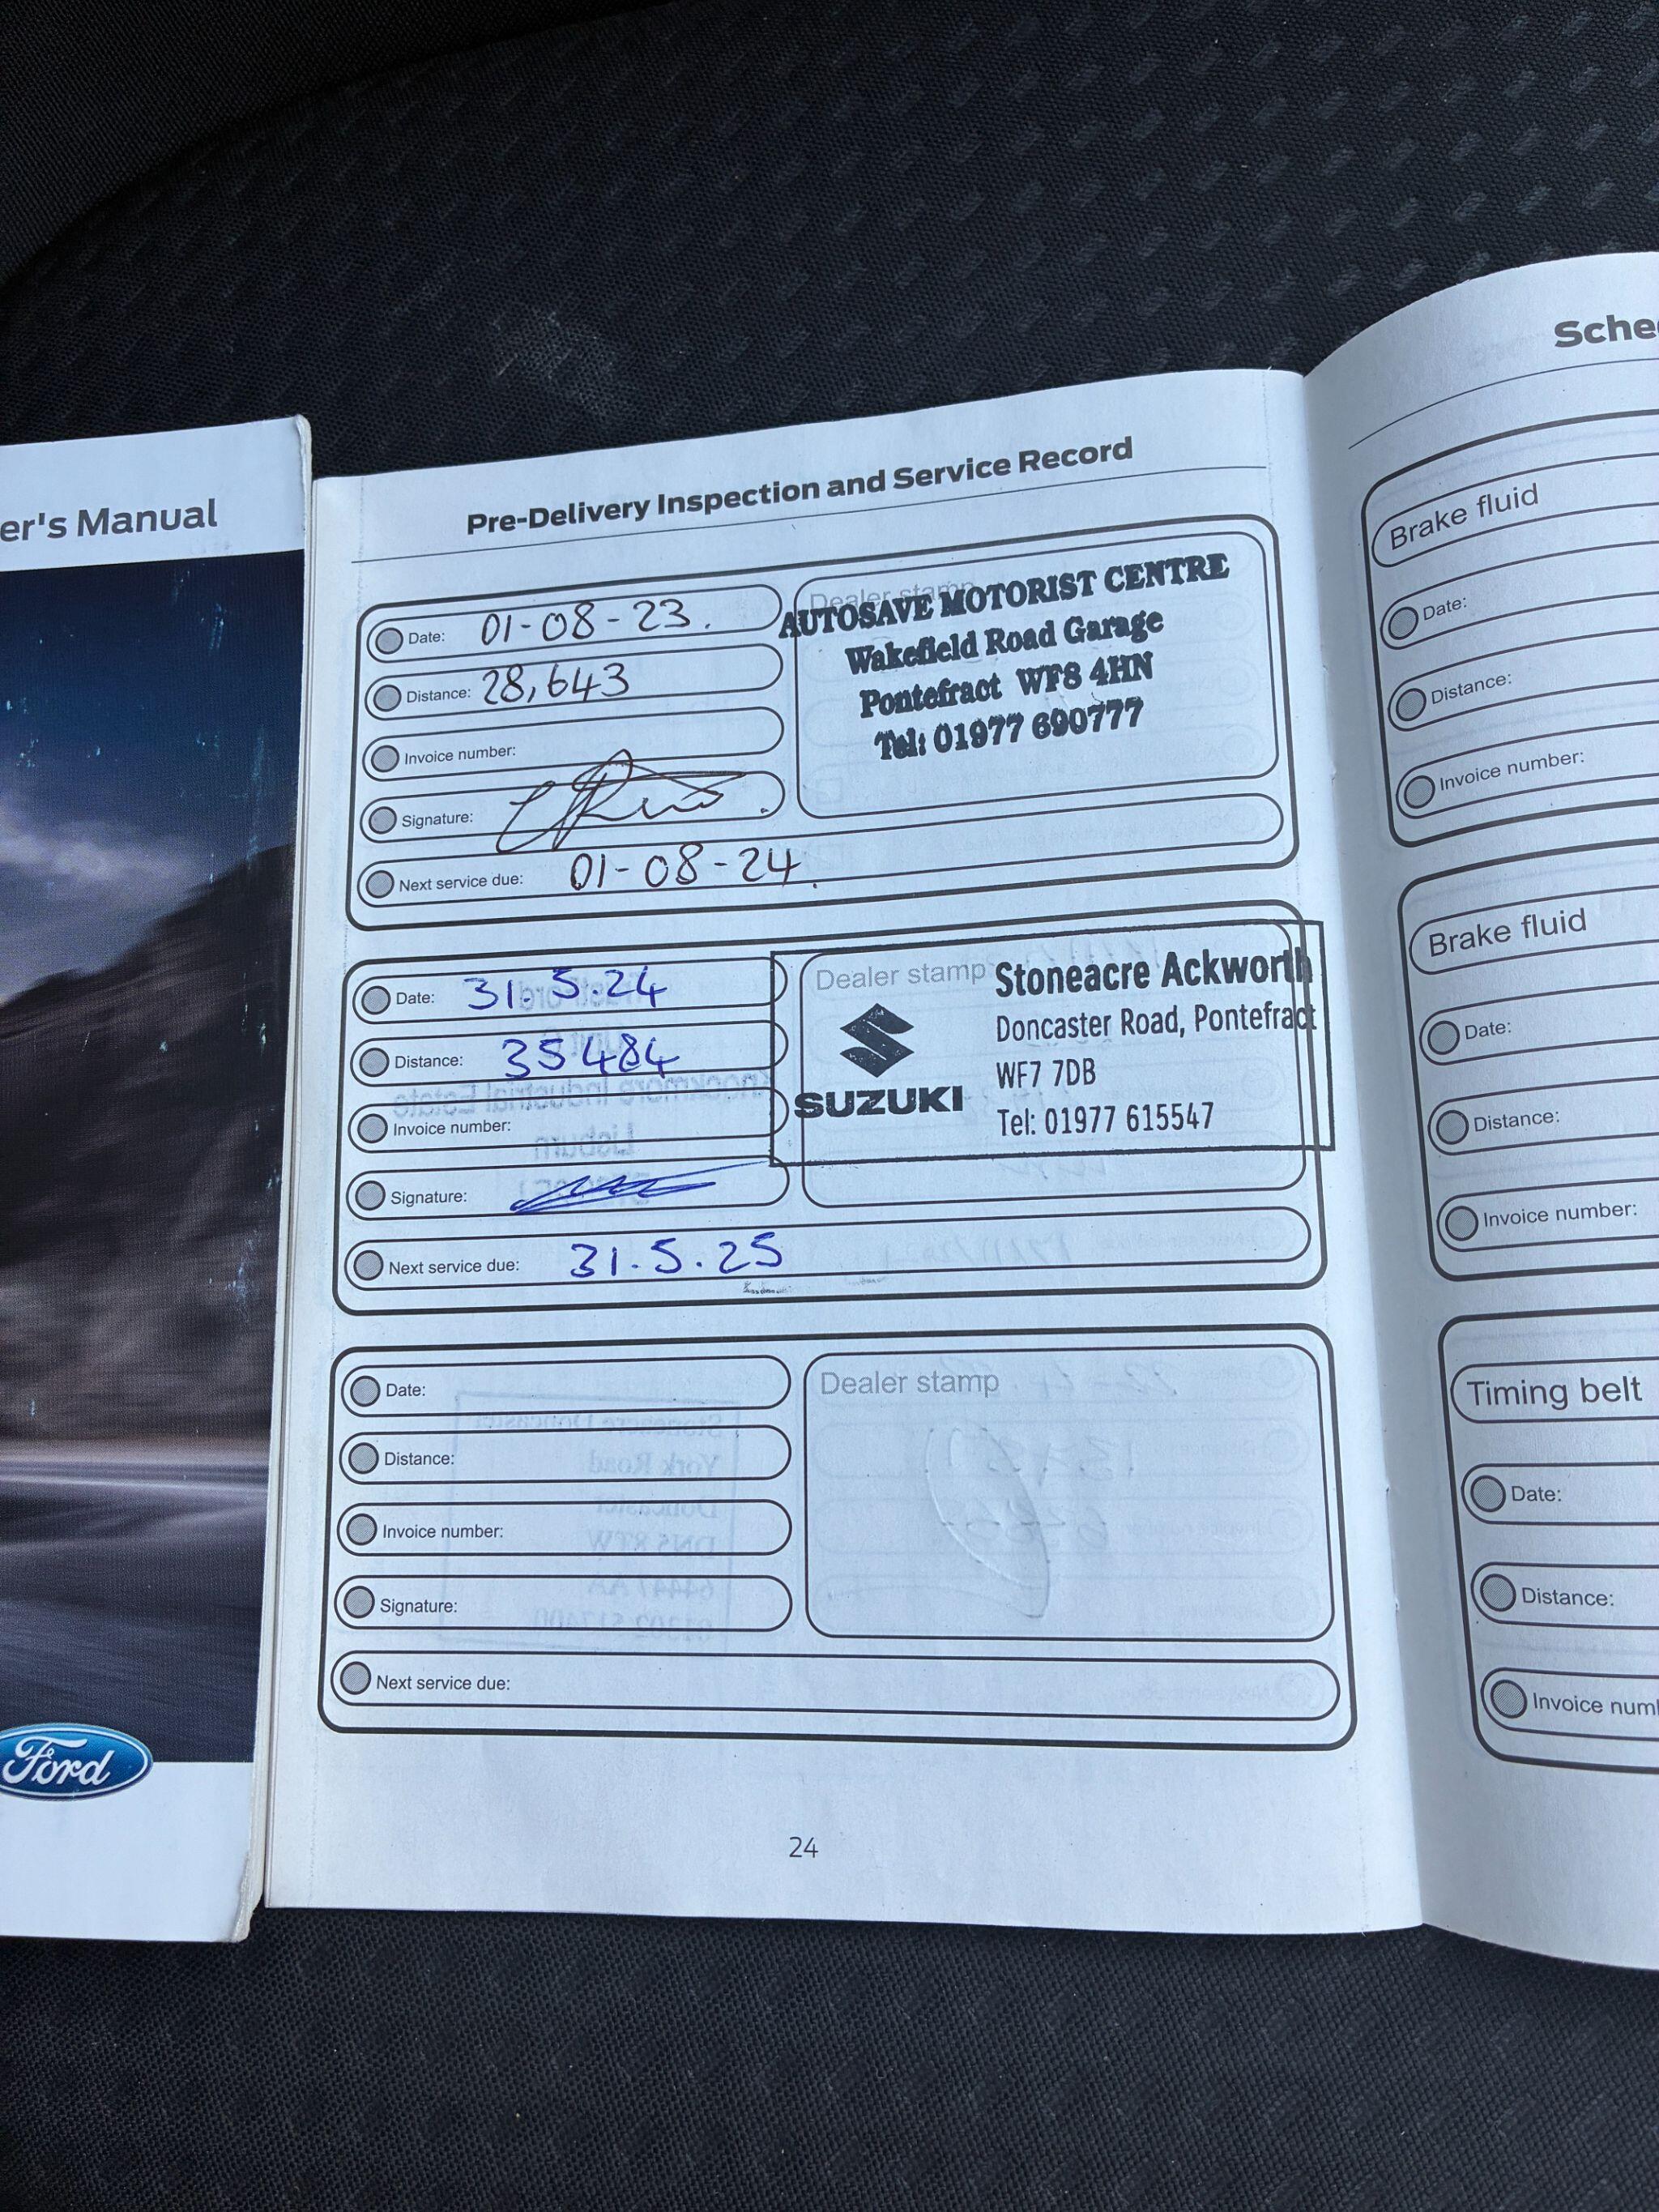 er's Manual
Ford
Pre-Delivery Inspection and Service Record
Date: 01-08-23.
Distance: 28,643
Invoice number:
Signature:
Next service due: 01-08-24.
Dealer stamp
AUTOSAVE MOTORIST CENTRE
Wakefield Road Garage
Pontefract WF8 4HN
Tel: 01977 690777
Date: 31.5.24
Distance: 35484
Invoice number:
Signature:
Next service due: 31.5.25
Dealer stamp
SUZUKI
Stoneacre Ackworth
Doncaster Road, Pontefract
WF7 7DB
Tel: 01977 615547
Date:
Distance:
Invoice number:
Signature:
Next service due:
Dealer stamp
24
Sche
Brake fluid
Date:
Distance:
Invoice number:
Brake fluid
Date:
Distance:
Invoice number:
Timing belt
Date:
Distance:
Invoice num